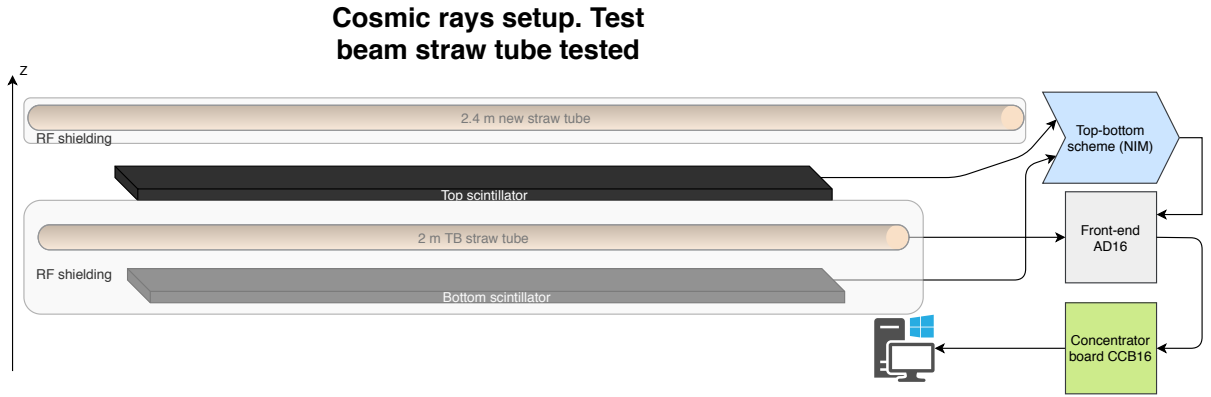 Cosmic rays setup. Test
beam straw tube tested
Z
2.4 m new straw tube
RF shielding
Top-bottom
scheme (NIM)
Top scintillator
2 m TB straw tube
Front-end
AD16
RF shielding
Bottom scintillator
Concentrator
board CCB16